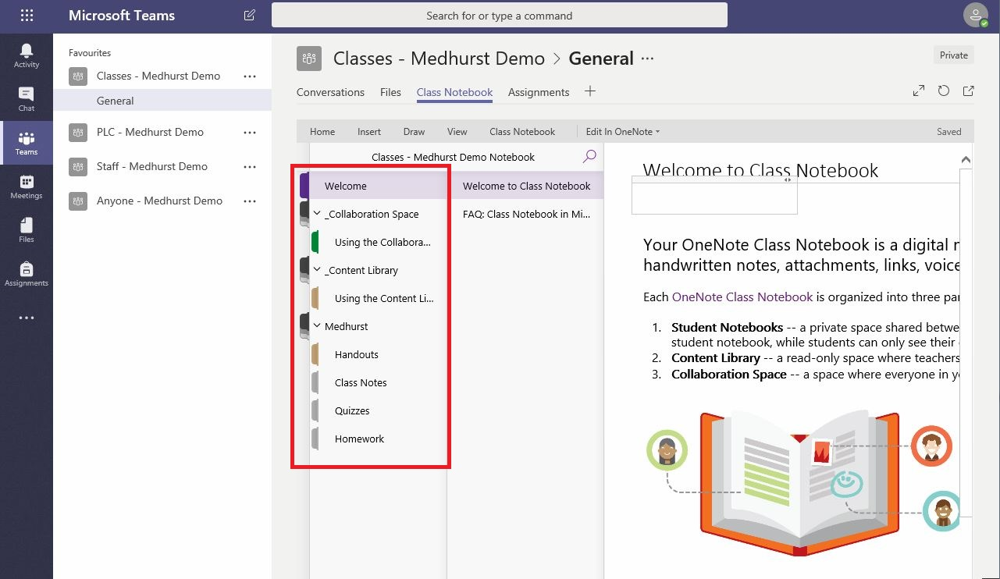 Microsoft Teams
Search for or type a command
Activity
Chat
Teams
Meetings
Files
Assignments
Favourites
Classes - Medhurst Demo
General
PLC - Medhurst Demo
Staff - Medhurst Demo
Anyone - Medhurst Demo
Classes - Medhurst Demo > General
Private
Conversations Files Class Notebook Assignments
Home Insert Draw View Class Notebook Edit In OneNote Saved
Classes - Medhurst Demo Notebook
Welcome
_Collaboration Space
Using the Collabora...
_Content Library
Using the Content Li...
Medhurst
Handouts
Class Notes
Quizzes
Homework
Welcome to Class Notebook
FAQ: Class Notebook in Mi...
Welcome to Class Notebook
Your OneNote Class Notebook is a digital
handwritten notes, attachments, links, voice
Each OneNote Class Notebook is organized into three
1. Student Notebooks -- a private space shared
student notebook, while students can only see their
2. Content Library -- a read-only space where teachers
3. Collaboration Space -- a space where everyone in